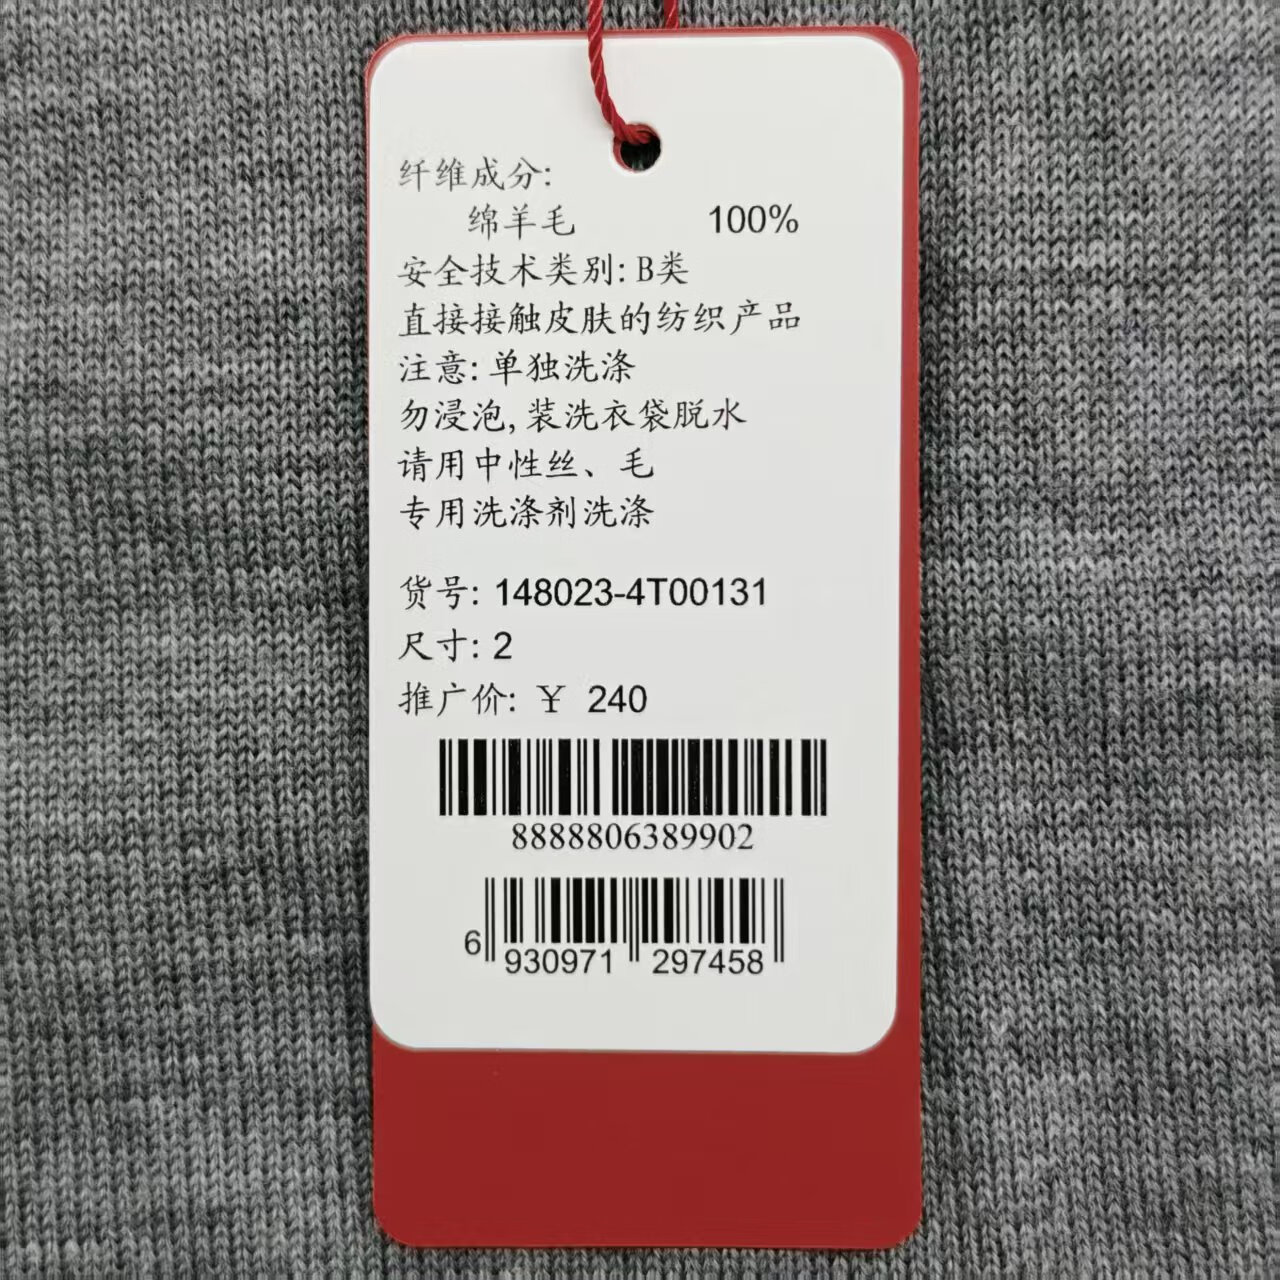 纤维成分:
绵羊毛 100%
安全技术类别: B类
直接接触皮肤的纺织产品
注意: 单独洗涤
勿浸泡, 装洗衣袋脱水
请用中性丝、毛
专用洗涤剂洗涤
货号: 148023-4T00131
尺寸: 2
推广价: ¥ 240
8888806389902
6 930971 297458